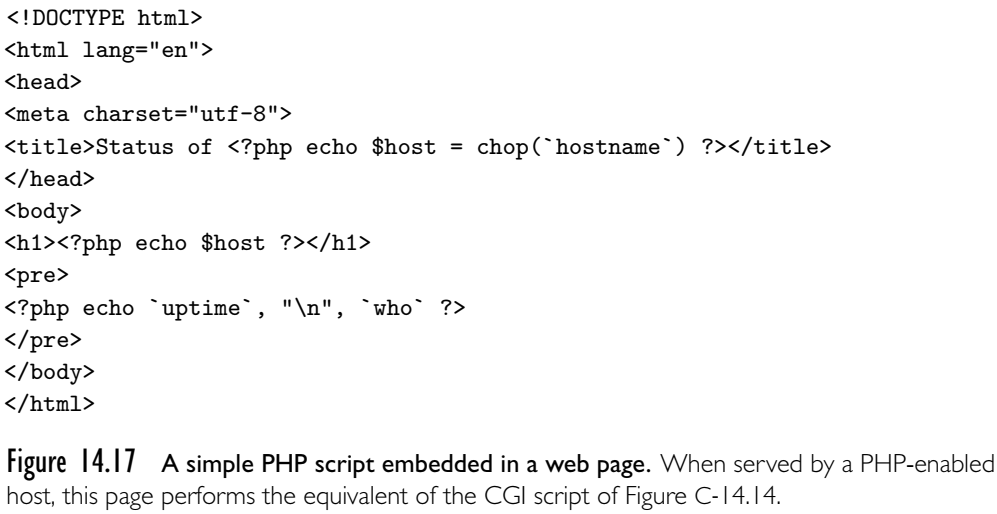 <!DOCTYPE html>
<html lang="en">
<head>
<meta charset="utf-8">
<title>Status of <?php echo $host = chop(`hostname`) ?></title>
</head>
<body>
<h1><?php echo $host ?></h1>
<pre>
<?php echo `uptime`, "\n", `who` ?>
</pre>
</body>
</html>
Figure 14.17 A simple PHP script embedded in a web page. When served by a PHP-enabled
host, this page performs the equivalent of the CGI script of Figure C-14.14.